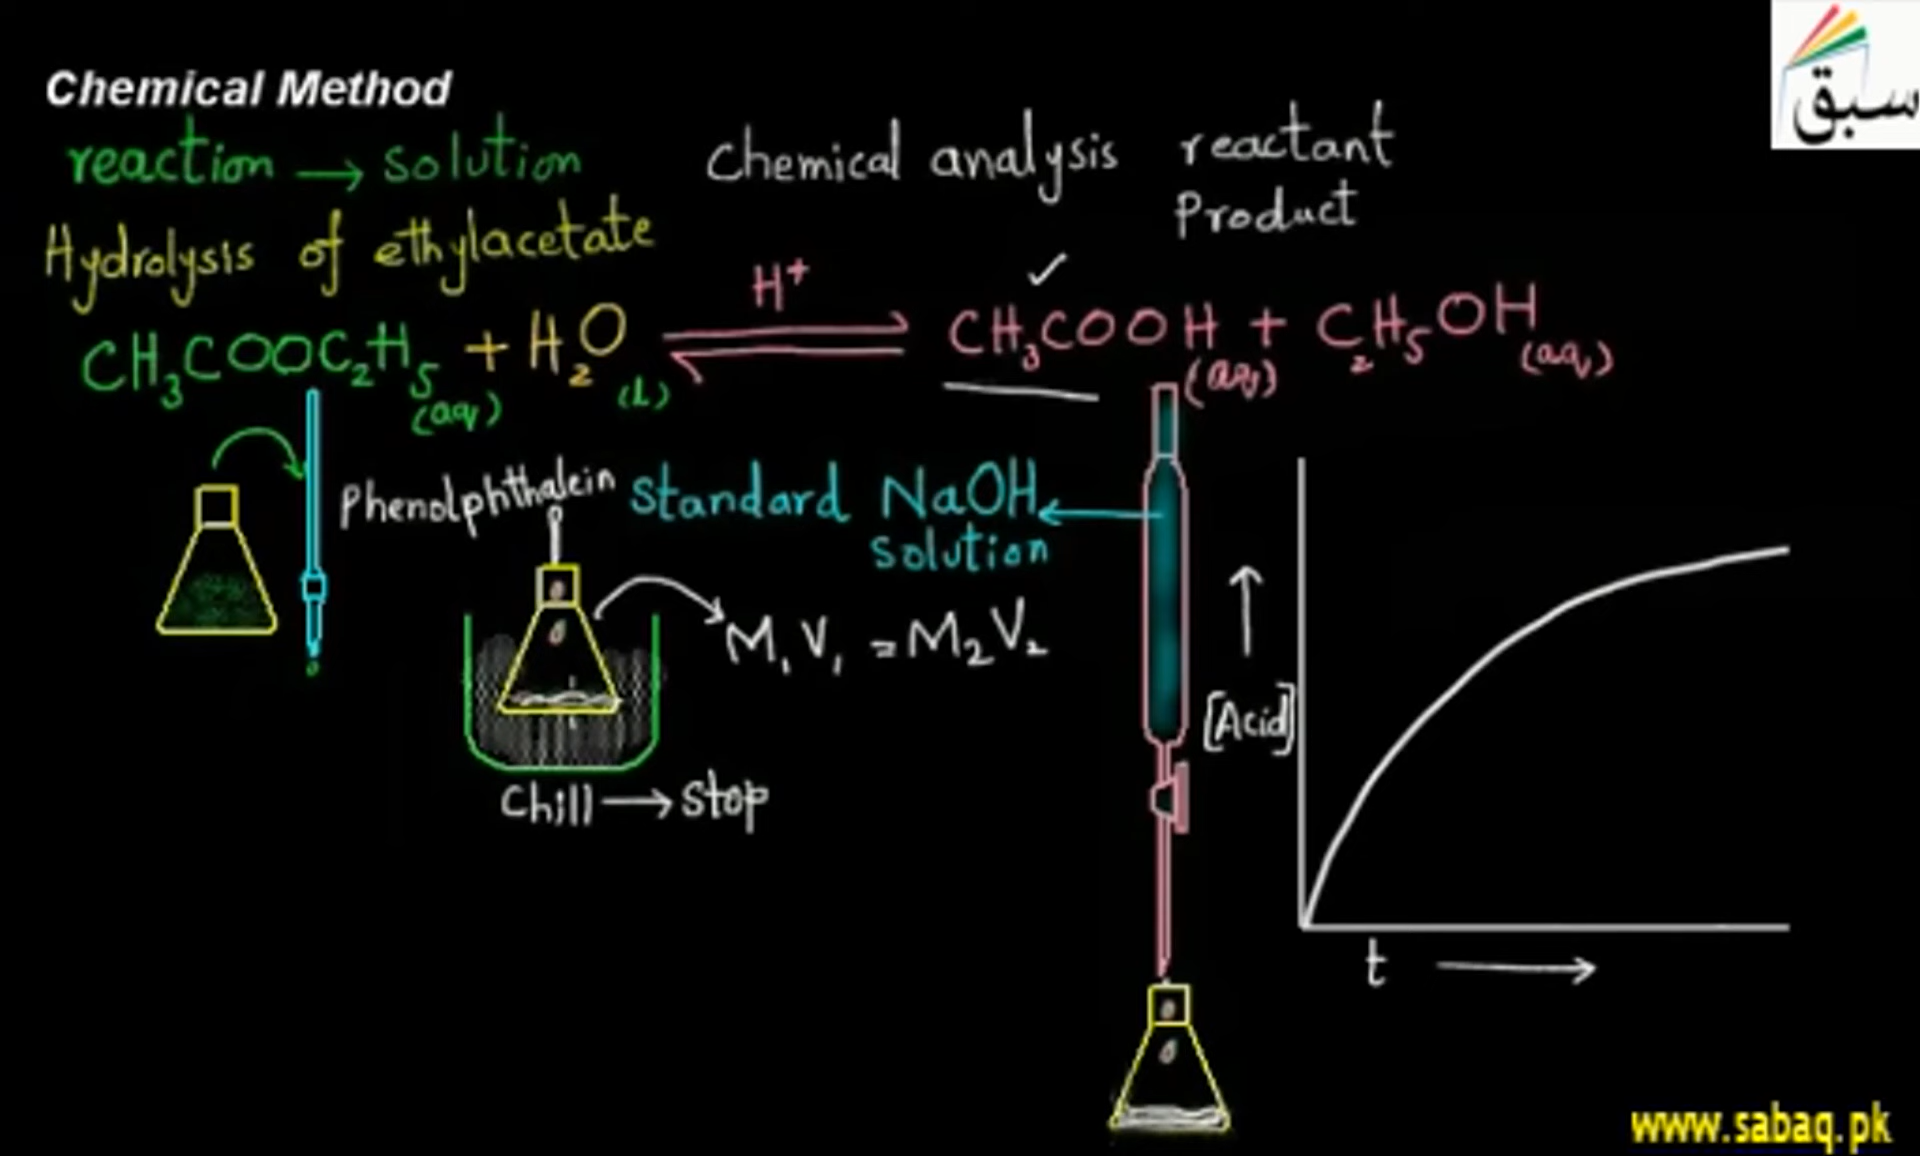 سبق
Chemical Method
reaction → solution
Chemical analysis reactant
Product
Hydrolysis of ethylacetate
CH₃COOC₂H₅(aq) + H₂O(l) ⇌ H⁺ CH₃COOH(aq) + C₂H₅OH(aq)
Phenolphthalein
standard NaOH
solution
M₁V₁ = M₂V₂
Chill → stop
[Acid]
t
www.sabaq.pk